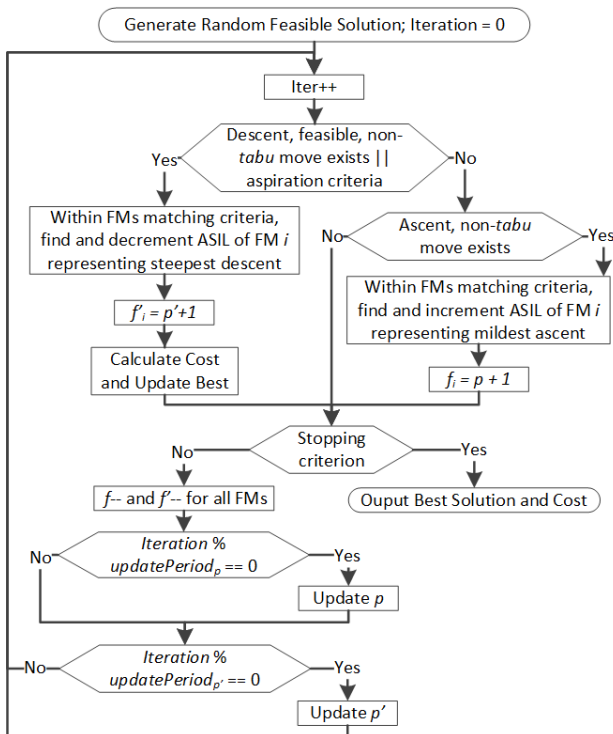 Generate Random Feasible Solution; Iteration = 0
Iter++
Descent, feasible, non-
tabu move exists ||
aspiration criteria
Yes
No
Within FMs matching criteria,
find and decrement ASIL of FM i
representing steepest descent
f'i = p'+1
Calculate Cost
and Update Best
No
Ascent, non-tabu
move exists
Yes
Within FMs matching criteria,
find and increment ASIL of FM i
representing mildest ascent
fi = p + 1
Stopping
criterion
No
Yes
f-- and f'-- for all FMs
Ouput Best Solution and Cost
Iteration %
updatePeriodp == 0
No
Yes
Update p
Iteration %
updatePeriodp' == 0
No
Yes
Update p'